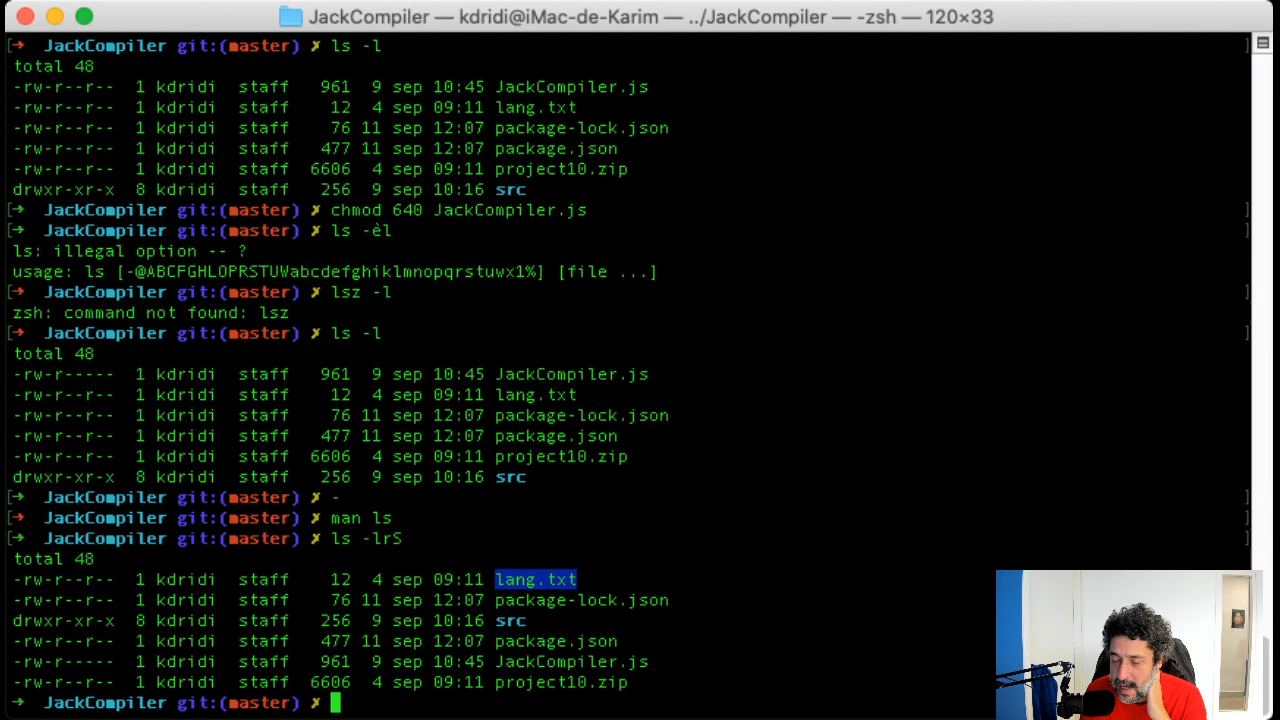 JackCompiler — kdridi@iMac-de-Karim — ../JackCompiler — -zsh — 120×33
[➜  JackCompiler git:(master) ✗ ls -l ]
total 48
-rw-r--r--  1 kdridi  staff   961  9 sep 10:45 JackCompiler.js
-rw-r--r--  1 kdridi  staff    12  4 sep 09:11 lang.txt
-rw-r--r--  1 kdridi  staff    76 11 sep 12:07 package-lock.json
-rw-r--r--  1 kdridi  staff   477 11 sep 12:07 package.json
-rw-r--r--  1 kdridi  staff  6606  4 sep 09:11 project10.zip
drwxr-xr-x  8 kdridi  staff   256  9 sep 10:16 src
[➜  JackCompiler git:(master) ✗ chmod 640 JackCompiler.js ]
[➜  JackCompiler git:(master) ✗ ls -èl ]
ls: illegal option -- ?
usage: ls [-@ABCFGHLOPRSTUWabcdefghiklmnopqrstuwx1%] [file ...]
[➜  JackCompiler git:(master) ✗ lsz -l ]
zsh: command not found: lsz
[➜  JackCompiler git:(master) ✗ ls -l ]
total 48
-rw-r-----  1 kdridi  staff   961  9 sep 10:45 JackCompiler.js
-rw-r--r--  1 kdridi  staff    12  4 sep 09:11 lang.txt
-rw-r--r--  1 kdridi  staff    76 11 sep 12:07 package-lock.json
-rw-r--r--  1 kdridi  staff   477 11 sep 12:07 package.json
-rw-r--r--  1 kdridi  staff  6606  4 sep 09:11 project10.zip
drwxr-xr-x  8 kdridi  staff   256  9 sep 10:16 src
[➜  JackCompiler git:(master) ✗ - ]
[➜  JackCompiler git:(master) ✗ man ls ]
[➜  JackCompiler git:(master) ✗ ls -lrS ]
total 48
-rw-r--r--  1 kdridi  staff    12  4 sep 09:11 lang.txt
-rw-r--r--  1 kdridi  staff    76 11 sep 12:07 package-lock.json
drwxr-xr-x  8 kdridi  staff   256  9 sep 10:16 src
-rw-r--r--  1 kdridi  staff   477 11 sep 12:07 package.json
-rw-r-----  1 kdridi  staff   961  9 sep 10:45 JackCompiler.js
-rw-r--r--  1 kdridi  staff  6606  4 sep 09:11 project10.zip
➜  JackCompiler git:(master) ✗